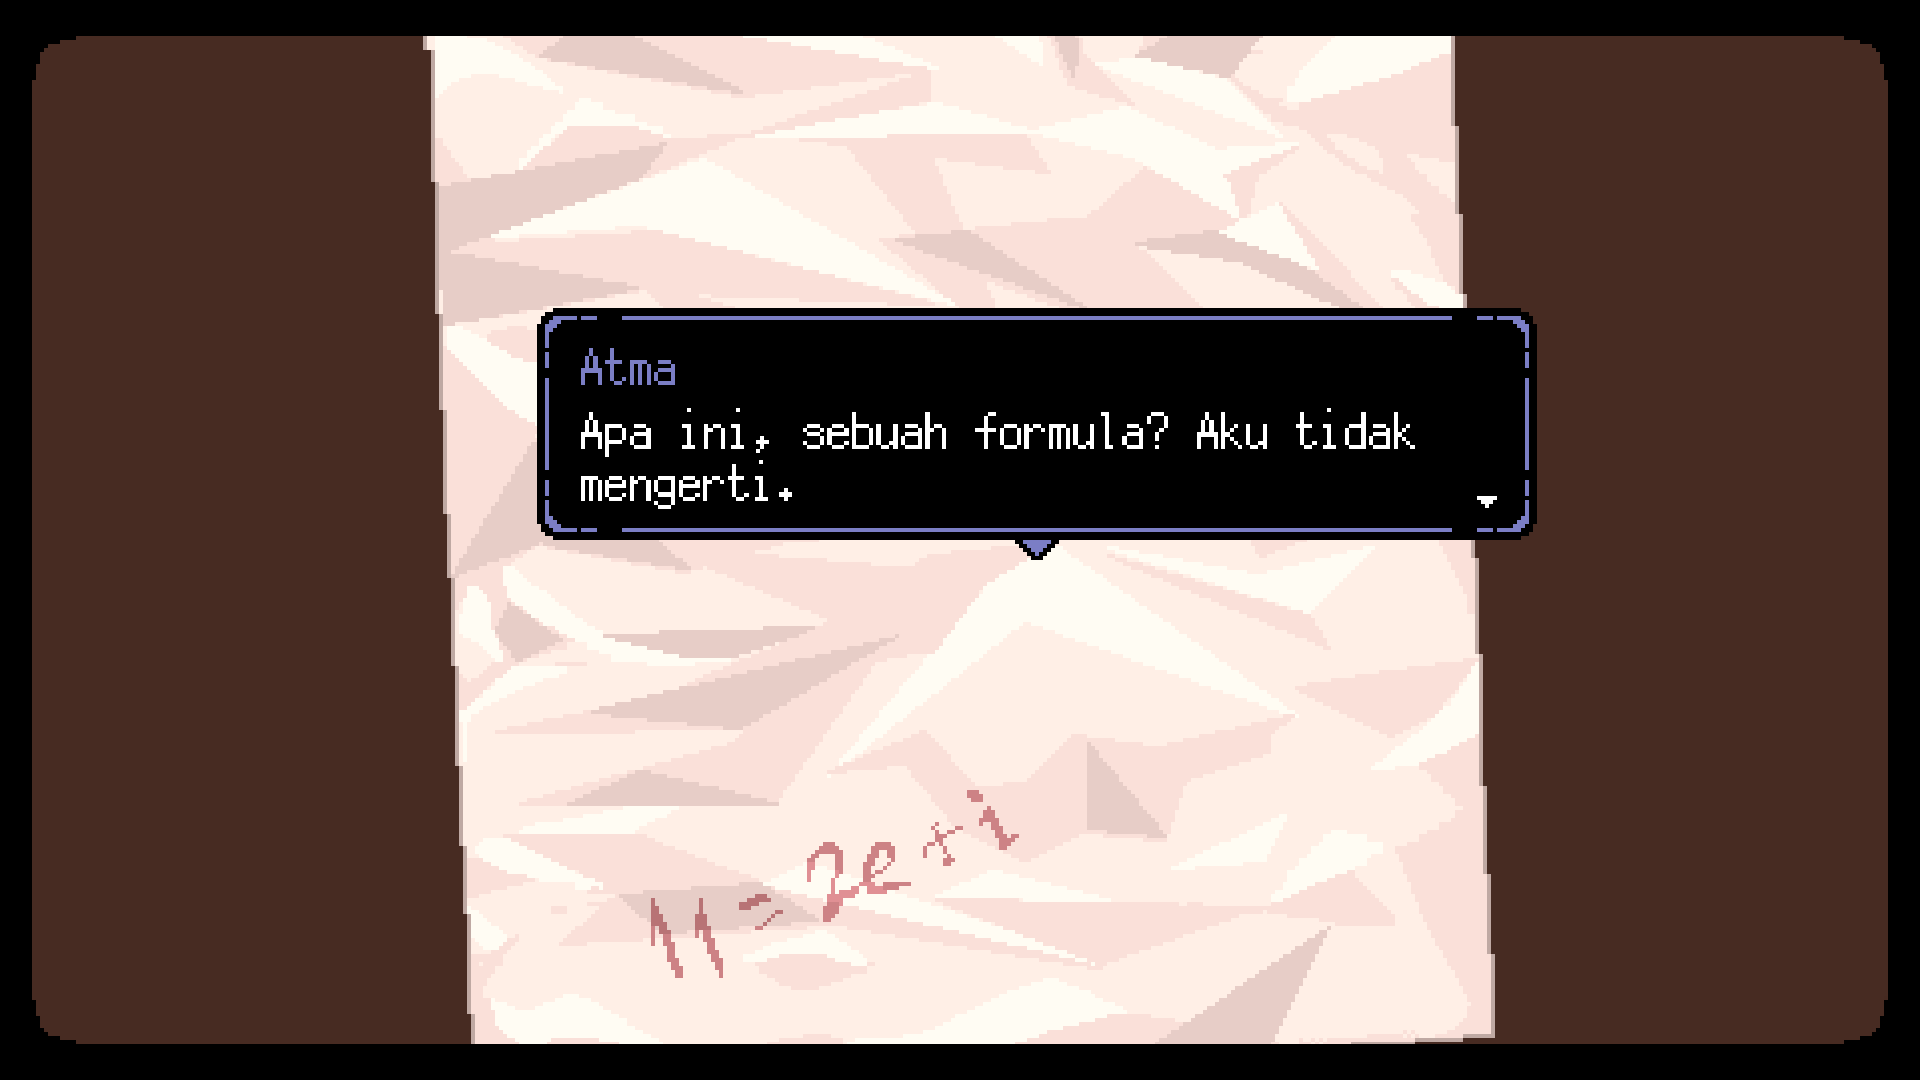 Atma
Apa ini, sebuah formula? Aku tidak
mengerti.
11 = 2e + i